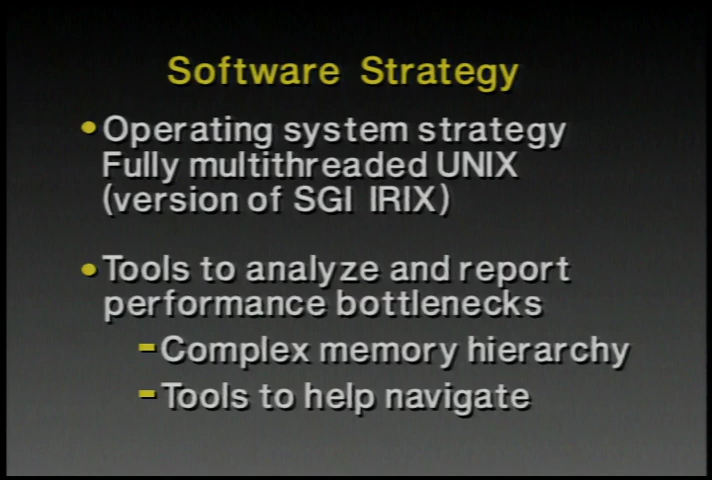 Software Strategy
• Operating system strategy
Fully multithreaded UNIX
(version of SGI IRIX)
• Tools to analyze and report
performance bottlenecks
- Complex memory hierarchy
- Tools to help navigate